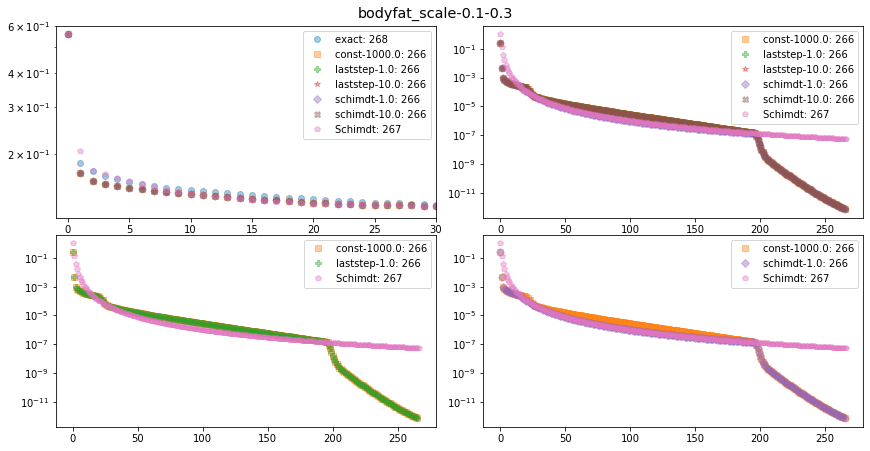 bodyfat_scale-0.1-0.3
6 × 10⁻¹
4 × 10⁻¹
3 × 10⁻¹
2 × 10⁻¹
0 5 10 15 20 25 30
exact: 268
const-1000.0: 266
laststep-1.0: 266
laststep-10.0: 266
schimdt-1.0: 266
schimdt-10.0: 266
Schimdt: 267
10⁻¹
10⁻³
10⁻⁵
10⁻⁷
10⁻⁹
10⁻¹¹
0 50 100 150 200 250
const-1000.0: 266
laststep-1.0: 266
laststep-10.0: 266
schimdt-1.0: 266
schimdt-10.0: 266
Schimdt: 267
10⁻¹
10⁻³
10⁻⁵
10⁻⁷
10⁻⁹
10⁻¹¹
0 50 100 150 200 250
const-1000.0: 266
laststep-1.0: 266
Schimdt: 267
10⁻¹
10⁻³
10⁻⁵
10⁻⁷
10⁻⁹
10⁻¹¹
0 50 100 150 200 250
const-1000.0: 266
schimdt-1.0: 266
Schimdt: 267